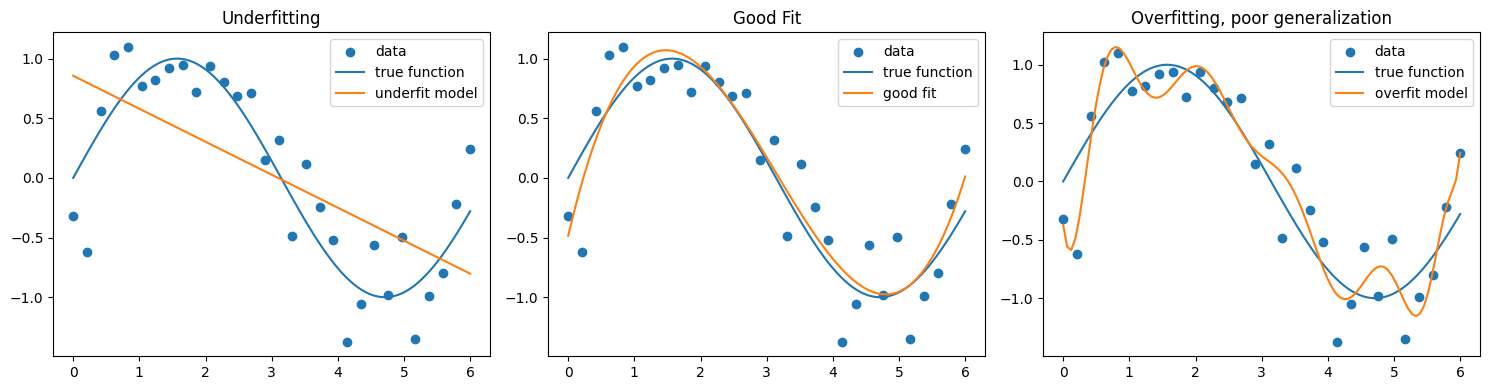 Underfitting
data
true function
underfit model
1.0
0.5
0.0
−0.5
−1.0
0 1 2 3 4 5 6
Good Fit
data
true function
good fit
1.0
0.5
0.0
−0.5
−1.0
0 1 2 3 4 5 6
Overfitting, poor generalization
data
true function
overfit model
1.0
0.5
0.0
−0.5
−1.0
0 1 2 3 4 5 6